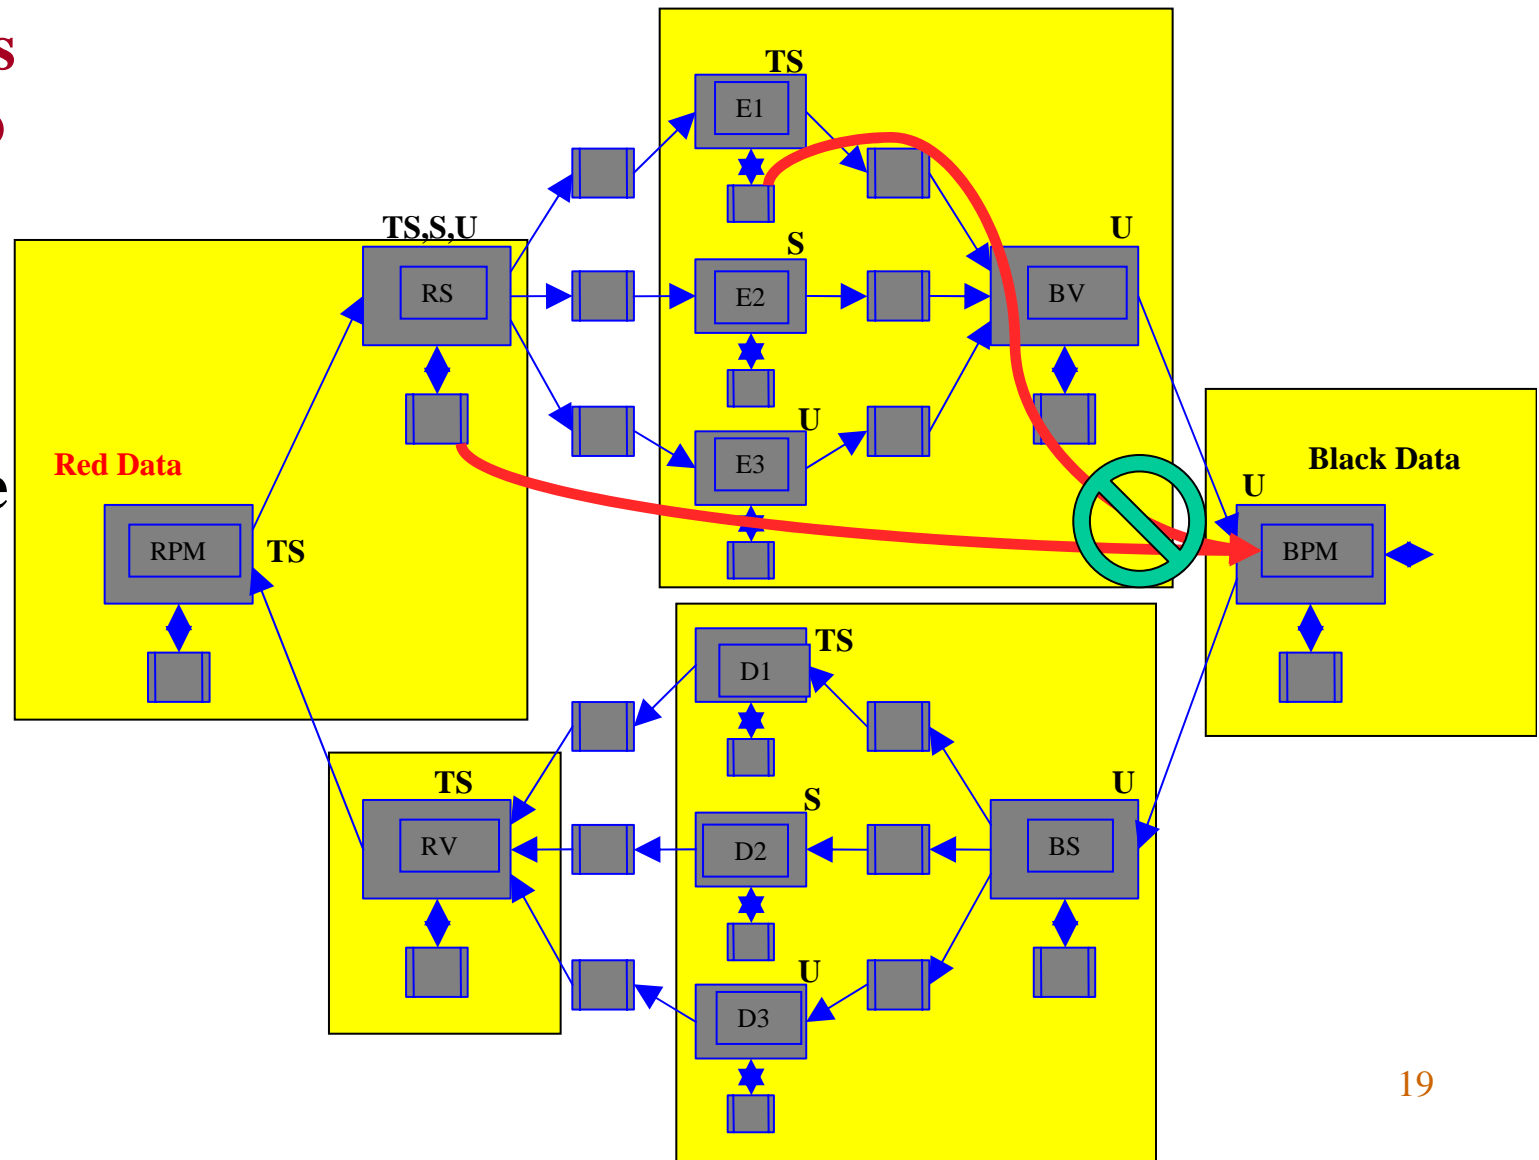 s
TS
E1
TS,S,U
S
U
RS
E2
BV
U
Red Data
E3
Black Data
e
U
RPM
TS
BPM
TS
D1
TS
S
U
RV
D2
BS
U
D3
19